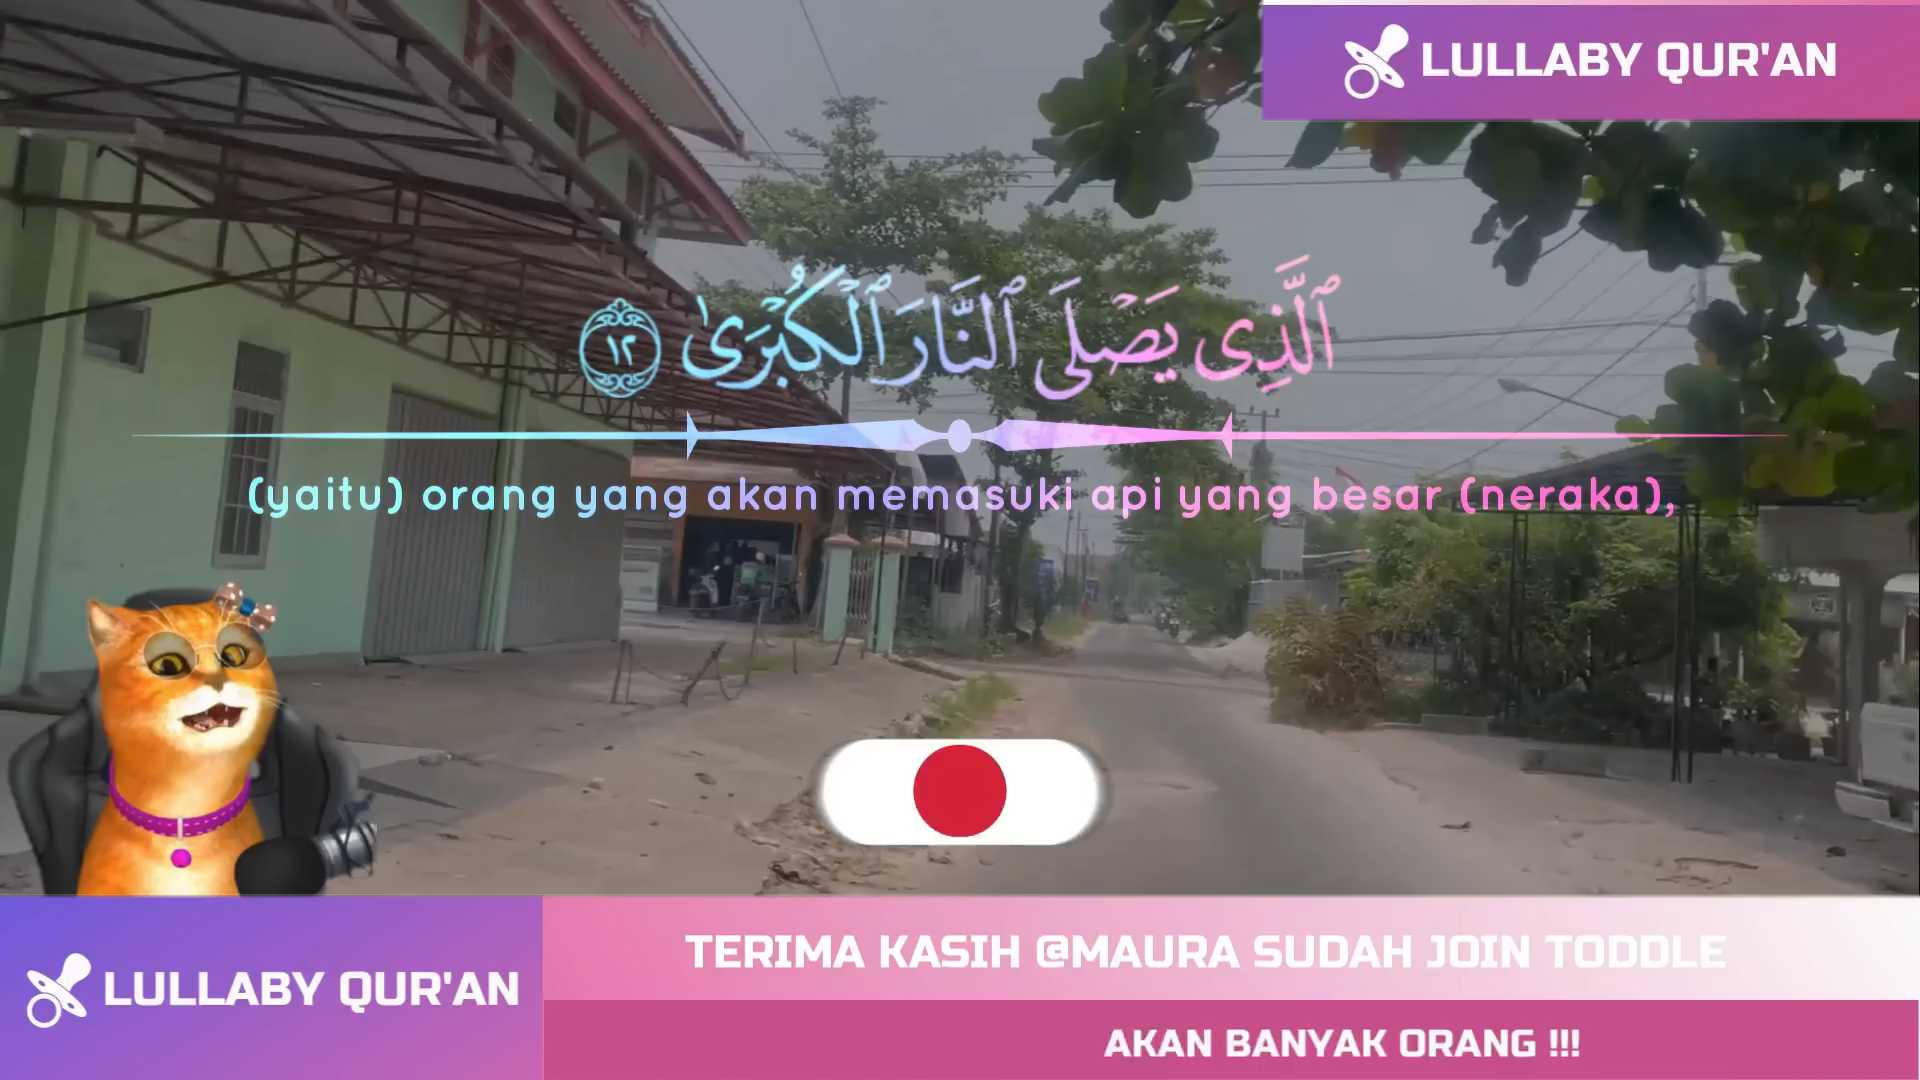 LULLABY QUR'AN
ٱلَّذِى يَصْلَى ٱلنَّارَ ٱلْكُبْرَىٰ ١٢
(yaitu) orang yang akan memasuki api yang besar (neraka),
LULLABY QUR'AN
TERIMA KASIH @MAURA SUDAH JOIN TODDLE
AKAN BANYAK ORANG !!!